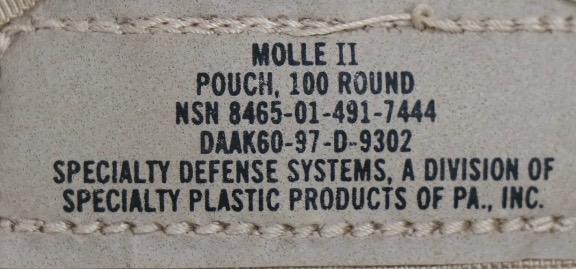 MOLLE II
POUCH, 100 ROUND
NSN 8465-01-491-7444
DAAK60-97-D-9302
SPECIALTY DEFENSE SYSTEMS, A DIVISION OF
SPECIALTY PLASTIC PRODUCTS OF PA., INC.